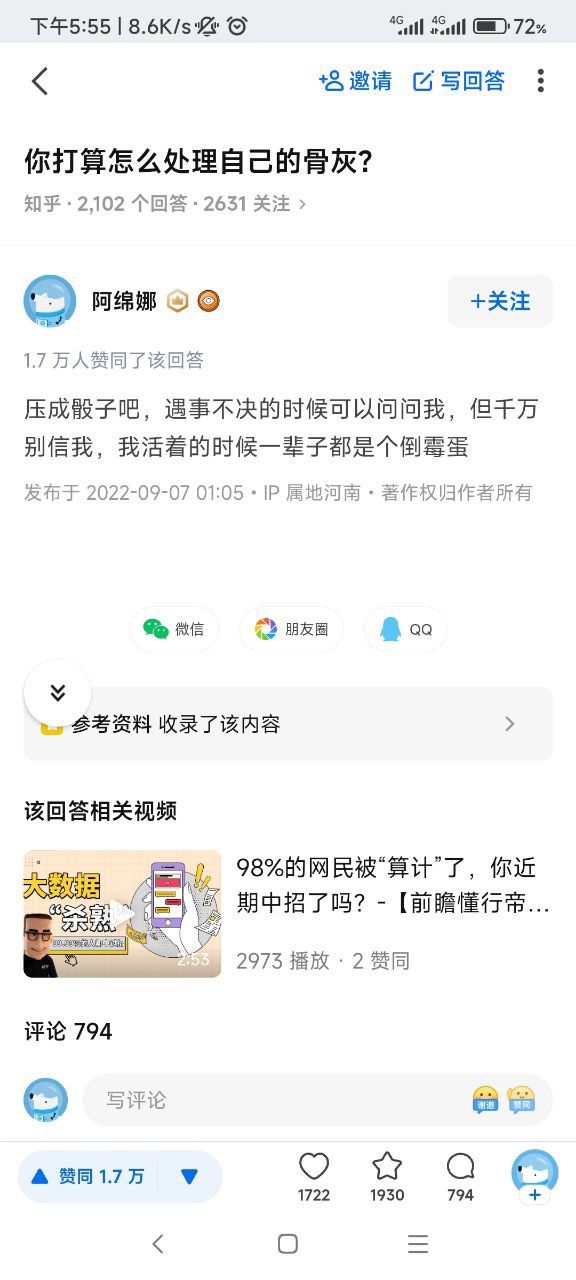 下午5:55 | 8.6K/s
4G 4G 72%
邀请 写回答
你打算怎么处理自己的骨灰?
知乎 · 2,102 个回答 · 2631 关注 >
阿绵娜
+关注
1.7 万人赞同了该回答
压成骰子吧，遇事不决的时候可以问问我，但千万
别信我，我活着的时候一辈子都是个倒霉蛋
发布于 2022-09-07 01:05 · IP 属地河南 · 著作权归作者所有
微信 朋友圈 QQ
参考资料 收录了该内容
该回答相关视频
大数据
“杀熟”
2:53
98%的网民被“算计”了，你近
期中招了吗？-【前瞻懂行帝...
2973 播放 · 2 赞同
评论 794
写评论
谢邀 赞同
赞同 1.7 万
1722 1930 794